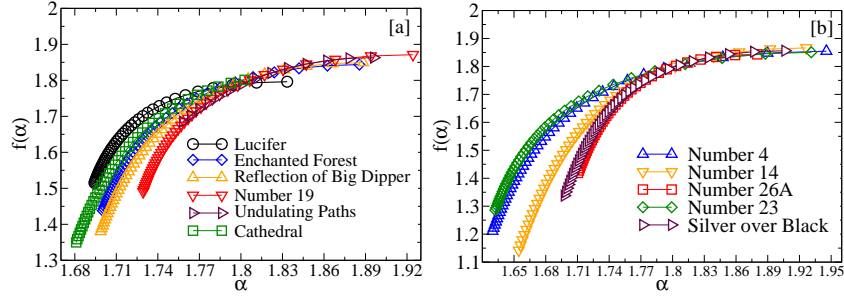 [a]
f(α)
2
1.9
1.8
1.7
1.6
1.5
1.4
1.3
1.68 1.71 1.74 1.77 1.8 1.83 1.86 1.89 1.92
α
Lucifer
Enchanted Forest
Reflection of Big Dipper
Number 19
Undulating Paths
Cathedral
[b]
f(α)
2
1.9
1.8
1.7
1.6
1.5
1.4
1.3
1.2
1.1
1.65 1.68 1.71 1.74 1.77 1.8 1.83 1.86 1.89 1.92 1.95
α
Number 4
Number 14
Number 26A
Number 23
Silver over Black